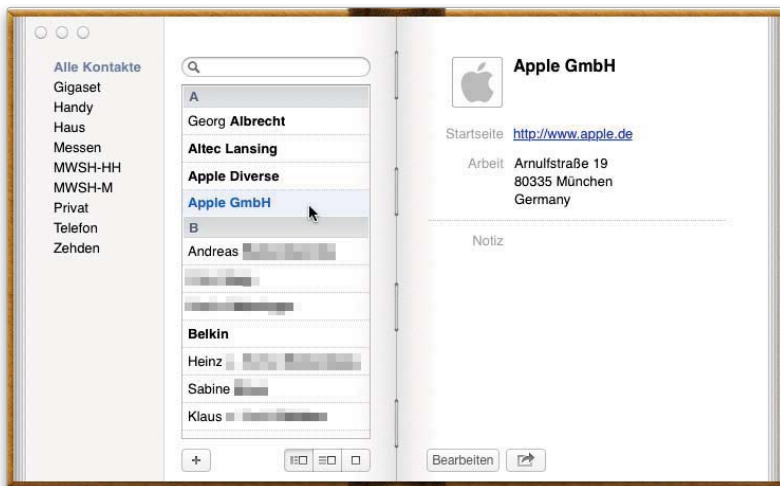 Alle Kontakte
Gigaset
Handy
Haus
Messen
MWSH-HH
MWSH-M
Privat
Telefon
Zehden
A
Georg Albrecht
Altec Lansing
Apple Diverse
Apple GmbH
B
Andreas
Belkin
Heinz
Sabine
Klaus
+
Apple GmbH
Startseite http://www.apple.de
Arbeit Arnulfstraße 19
80335 München
Germany
Notiz
Bearbeiten